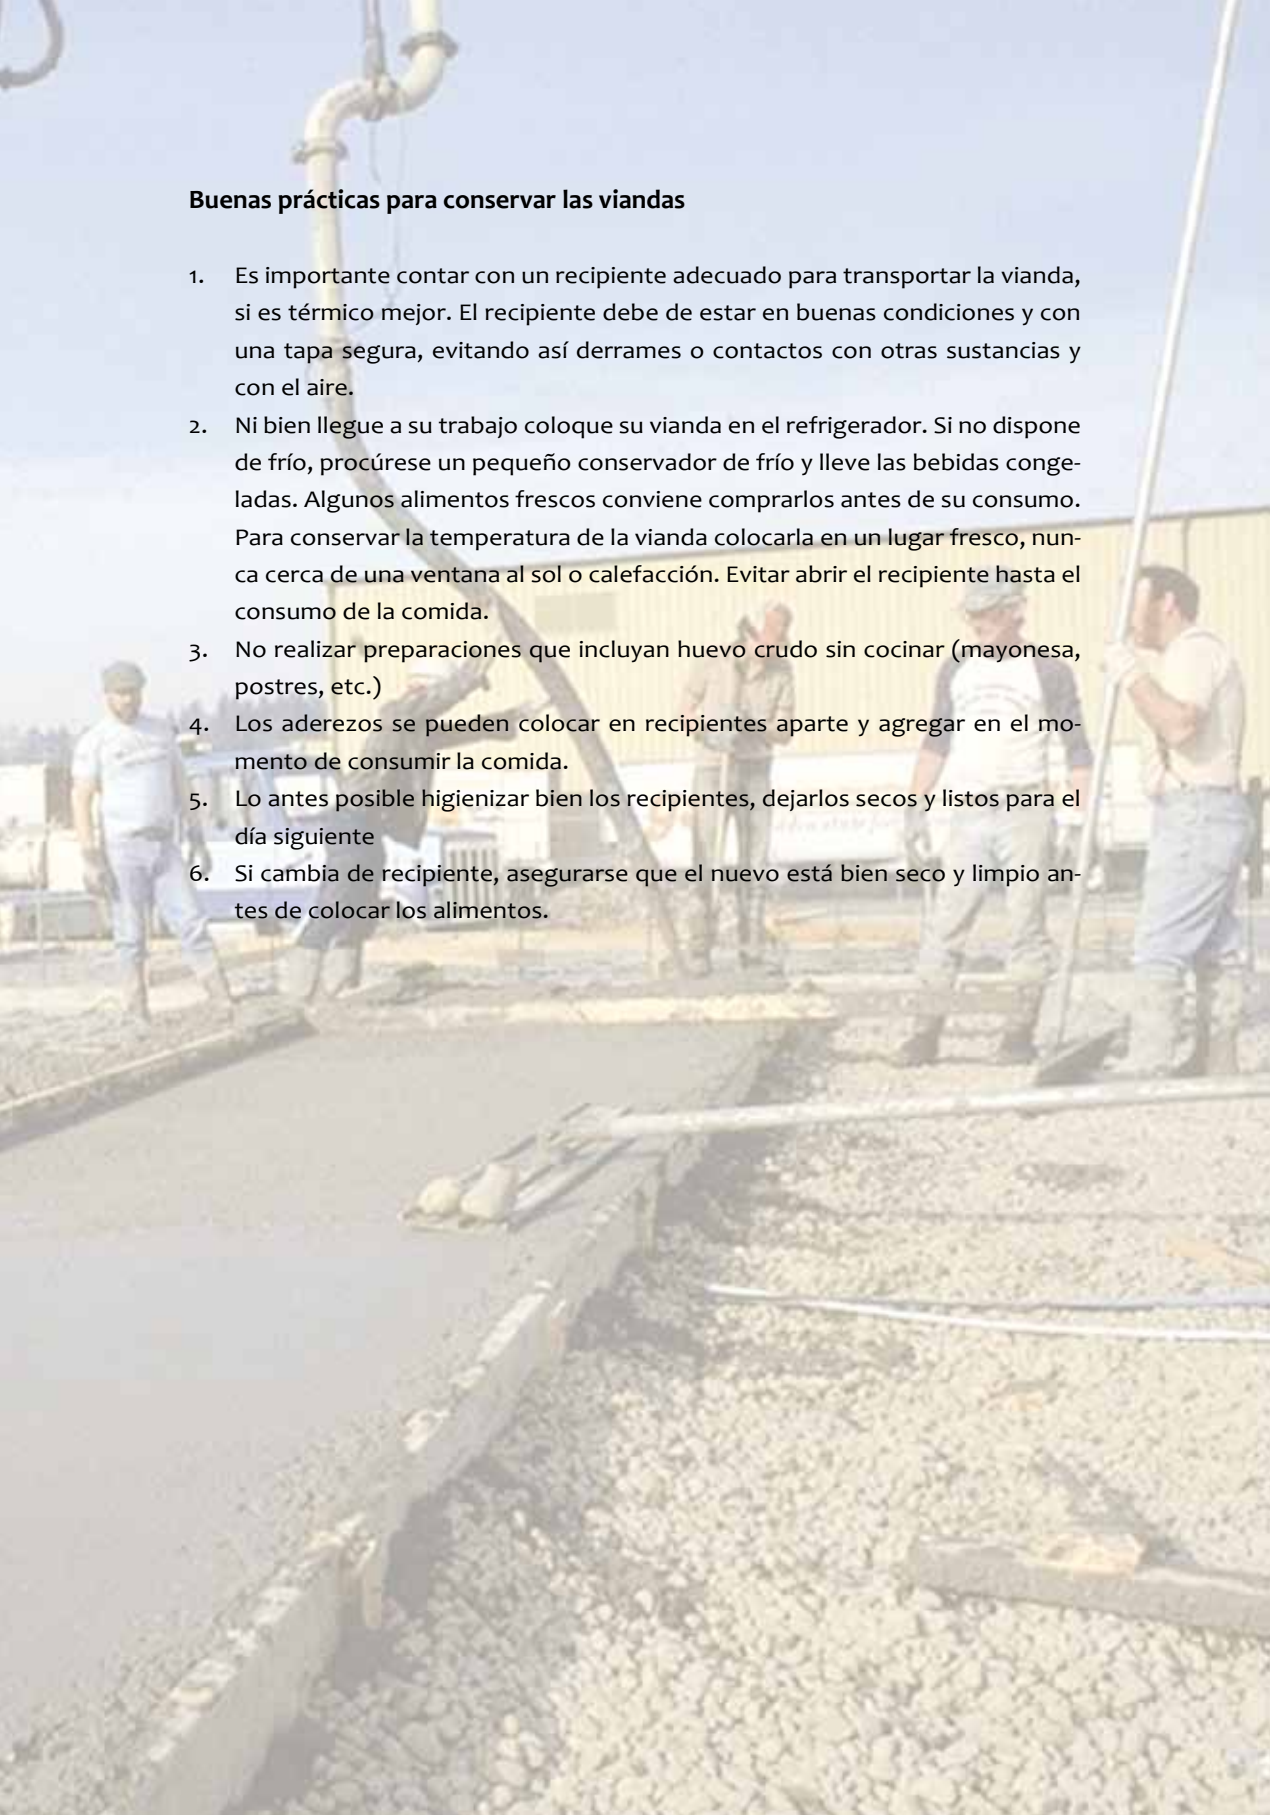 Buenas prácticas para conservar las viandas
1. Es importante contar con un recipiente adecuado para transportar la vianda,
si es térmico mejor. El recipiente debe de estar en buenas condiciones y con
una tapa segura, evitando así derrames o contactos con otras sustancias y
con el aire.
2. Ni bien llegue a su trabajo coloque su vianda en el refrigerador. Si no dispone
de frío, procúrese un pequeño conservador de frío y lleve las bebidas conge-
ladas. Algunos alimentos frescos conviene comprarlos antes de su consumo.
Para conservar la temperatura de la vianda colocarla en un lugar fresco, nun-
ca cerca de una ventana al sol o calefacción. Evitar abrir el recipiente hasta el
consumo de la comida.
3. No realizar preparaciones que incluyan huevo crudo sin cocinar (mayonesa,
postres, etc.)
4. Los aderezos se pueden colocar en recipientes aparte y agregar en el mo-
mento de consumir la comida.
5. Lo antes posible higienizar bien los recipientes, dejarlos secos y listos para el
día siguiente
6. Si cambia de recipiente, asegurarse que el nuevo está bien seco y limpio an-
tes de colocar los alimentos.